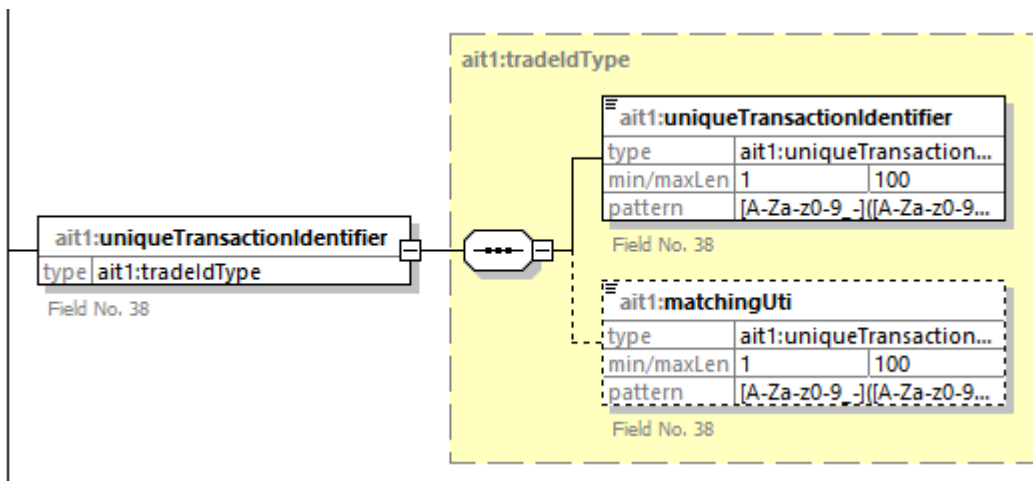 ait1:tradeIdType
ait1:uniqueTransactionIdentifier
type ait1:uniqueTransaction...
min/maxLen 1 100
pattern [A-Za-z0-9_-]([A-Za-z0-9...
Field No. 38
ait1:uniqueTransactionIdentifier
type ait1:tradeIdType
Field No. 38
ait1:matchingUti
type ait1:uniqueTransaction...
min/maxLen 1 100
pattern [A-Za-z0-9_-]([A-Za-z0-9...
Field No. 38